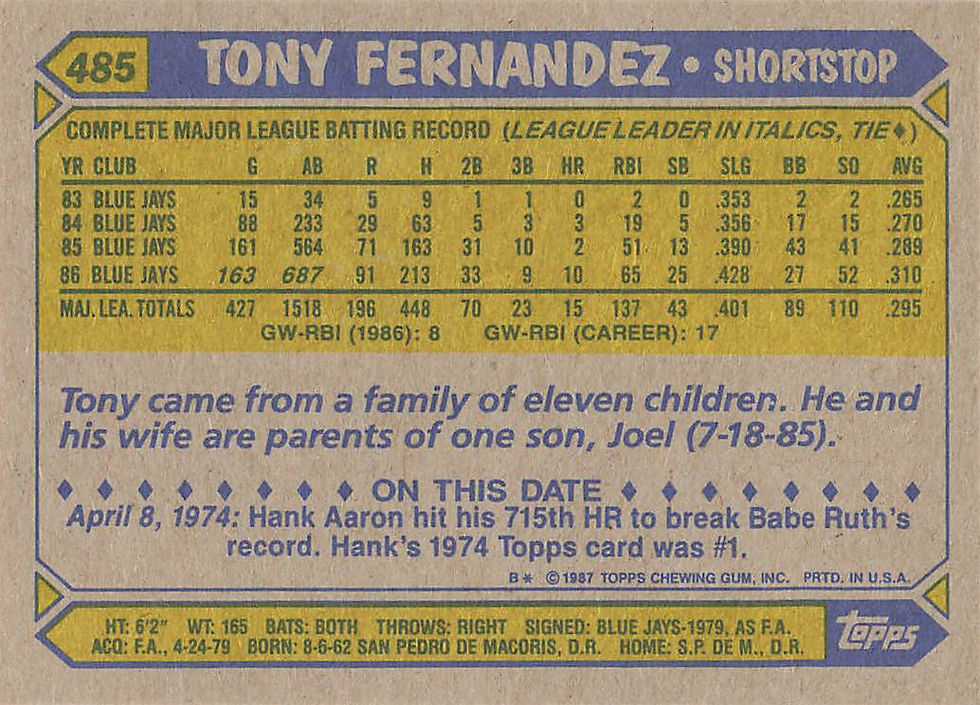 485 TONY FERNANDEZ • SHORTSTOP
COMPLETE MAJOR LEAGUE BATTING RECORD (LEAGUE LEADER IN ITALICS, TIE♦)
YR CLUB G AB R H 2B 3B HR RBI SB SLG BB SO AVG
83 BLUE JAYS 15 34 5 9 1 1 0 2 0 .353 2 2 .265
84 BLUE JAYS 88 233 29 63 5 3 3 19 5 .356 17 15 .270
85 BLUE JAYS 161 564 71 163 31 10 2 51 13 .390 43 41 .289
86 BLUE JAYS 163 687 91 213 33 9 10 65 25 .428 27 52 .310
MAJ. LEA. TOTALS 427 1518 196 448 70 23 15 137 43 .401 89 110 .295
GW-RBI (1986): 8 GW-RBI (CAREER): 17
Tony came from a family of eleven children. He and
his wife are parents of one son, Joel (7-18-85).
♦ ♦ ♦ ♦ ♦ ♦ ♦ ♦ ON THIS DATE ♦ ♦ ♦ ♦ ♦ ♦ ♦ ♦
April 8, 1974: Hank Aaron hit his 715th HR to break Babe Ruth's
record. Hank's 1974 Topps card was #1.
B* ©1987 TOPPS CHEWING GUM, INC. PRTD. IN U.S.A.
HT: 6'2" WT: 165 BATS: BOTH THROWS: RIGHT SIGNED: BLUE JAYS-1979, AS F.A.
ACQ: F.A., 4-24-79 BORN: 8-6-62 SAN PEDRO DE MACORIS, D.R. HOME: S.P. DE M., D.R.
topps